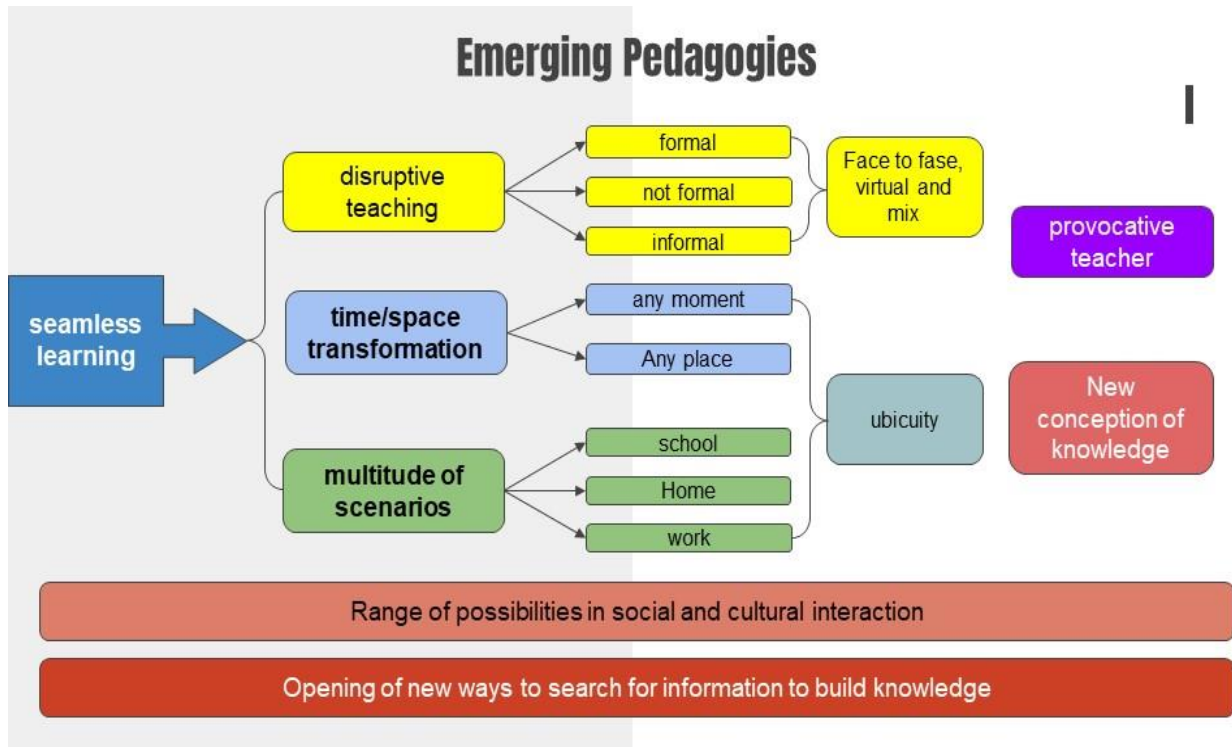 Emerging Pedagogies
I
disruptive
teaching
formal
not formal
informal
Face to fase,
virtual and
mix
provocative
teacher
seamless
learning
time/space
transformation
any moment
Any place
ubicuity
New
conception of
knowledge
multitude of
scenarios
school
Home
work
Range of possibilities in social and cultural interaction
Opening of new ways to search for information to build knowledge